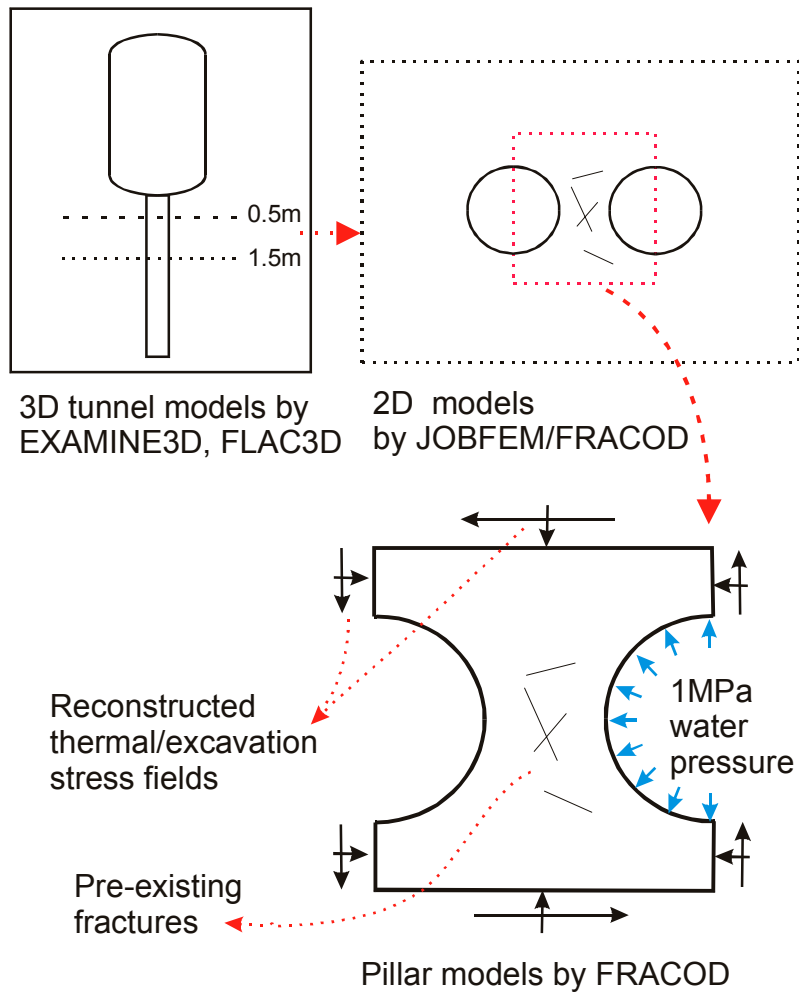 0.5m
1.5m
3D tunnel models by
EXAMINE3D, FLAC3D
2D models
by JOBFEM/FRACOD
Reconstructed
thermal/excavation
stress fields
1MPa
water
pressure
Pre-existing
fractures
Pillar models by FRACOD